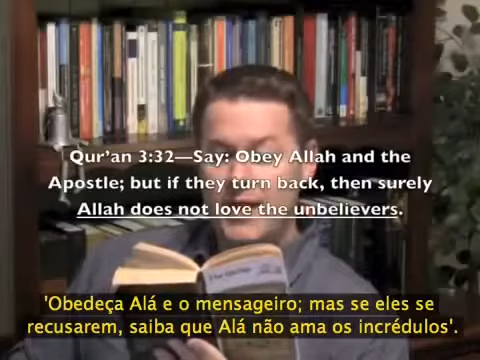 Qur'an 3:32—Say: Obey Allah and the
Apostle; but if they turn back, then surely
Allah does not love the unbelievers.
'Obedeça Alá e o mensageiro; mas se eles se
recusarem, saiba que Alá não ama os incrédulos'.